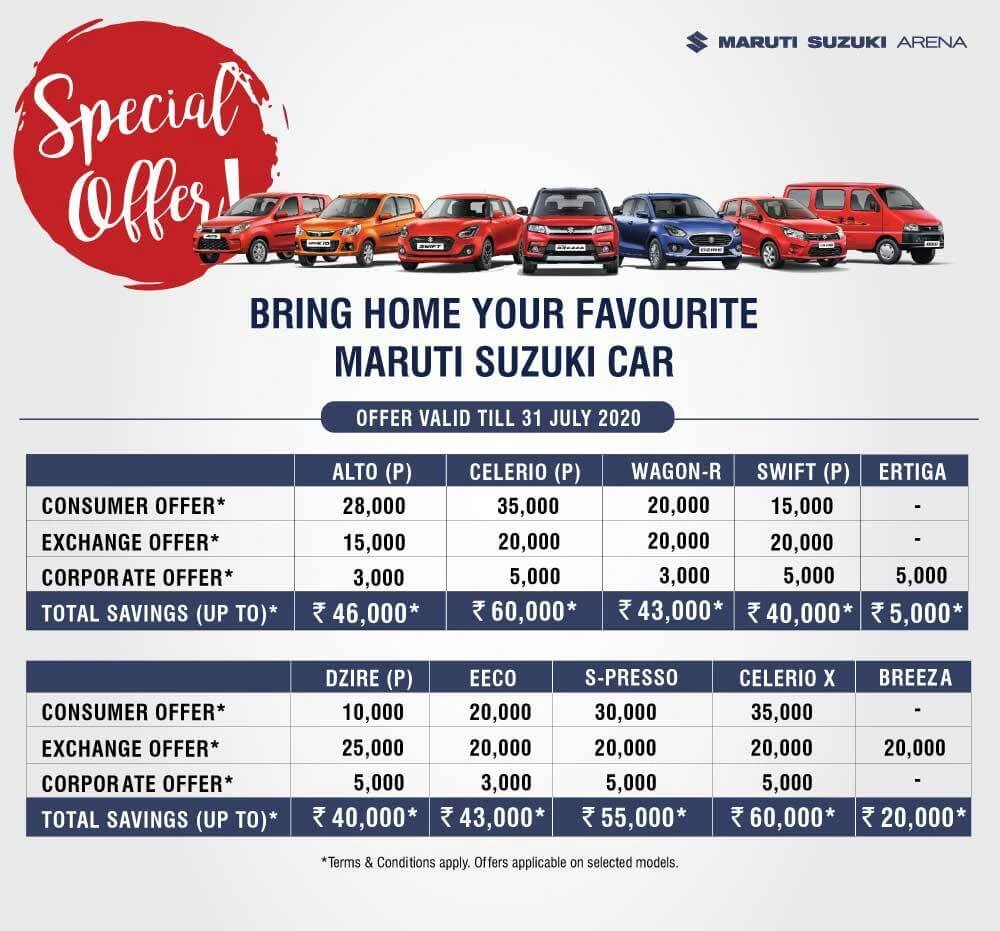 Special
Offer!
MARUTI SUZUKI ARENA
SWIFT
BREZZA
DZIRE
BRING HOME YOUR FAVOURITE
MARUTI SUZUKI CAR
OFFER VALID TILL 31 JULY 2020
ALTO (P) CELERIO (P) WAGON-R SWIFT (P) ERTIGA
CONSUMER OFFER* 28,000 35,000 20,000 15,000 -
EXCHANGE OFFER* 15,000 20,000 20,000 20,000 -
CORPORATE OFFER* 3,000 5,000 3,000 5,000 5,000
TOTAL SAVINGS (UP TO)* ₹ 46,000* ₹ 60,000* ₹ 43,000* ₹ 40,000* ₹ 5,000*
DZIRE (P) EECO S-PRESSO CELERIO X BREEZA
CONSUMER OFFER* 10,000 20,000 30,000 35,000 -
EXCHANGE OFFER* 25,000 20,000 20,000 20,000 20,000
CORPORATE OFFER* 5,000 3,000 5,000 5,000 -
TOTAL SAVINGS (UP TO)* ₹ 40,000* ₹ 43,000* ₹ 55,000* ₹ 60,000* ₹ 20,000*
*Terms & Conditions apply. Offers applicable on selected models.